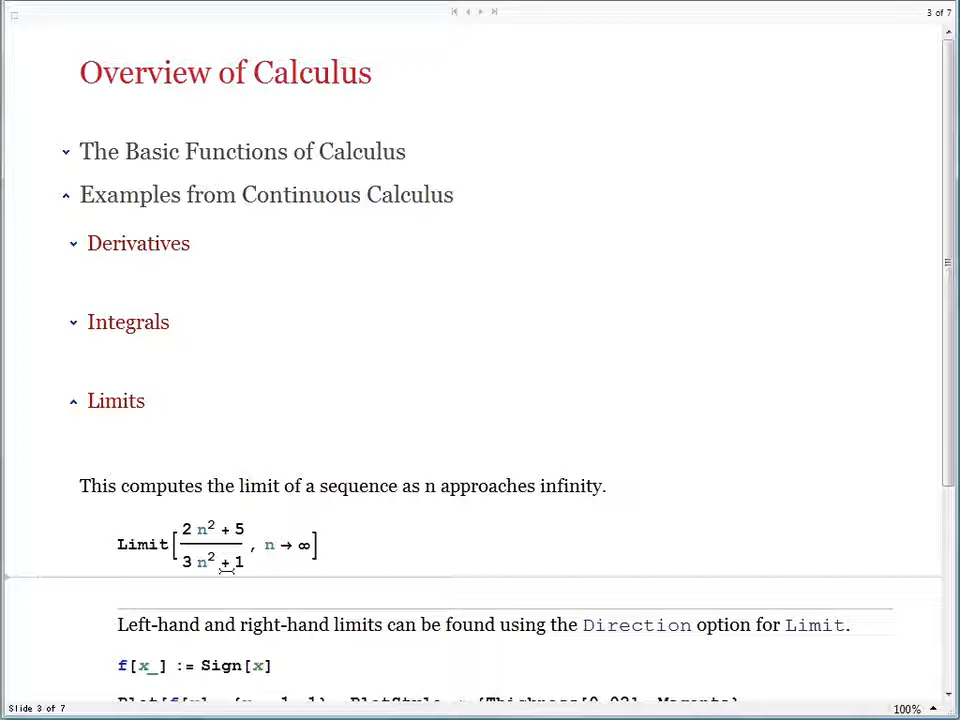 3 of 7
Overview of Calculus
The Basic Functions of Calculus
Examples from Continuous Calculus
Derivatives
Integrals
Limits
This computes the limit of a sequence as n approaches infinity.
Limit[(2 n² + 5)/(3 n² + 1), n → ∞]
Left-hand and right-hand limits can be found using the Direction option for Limit.
f[x_] := Sign[x]
Slide 3 of 7
100%